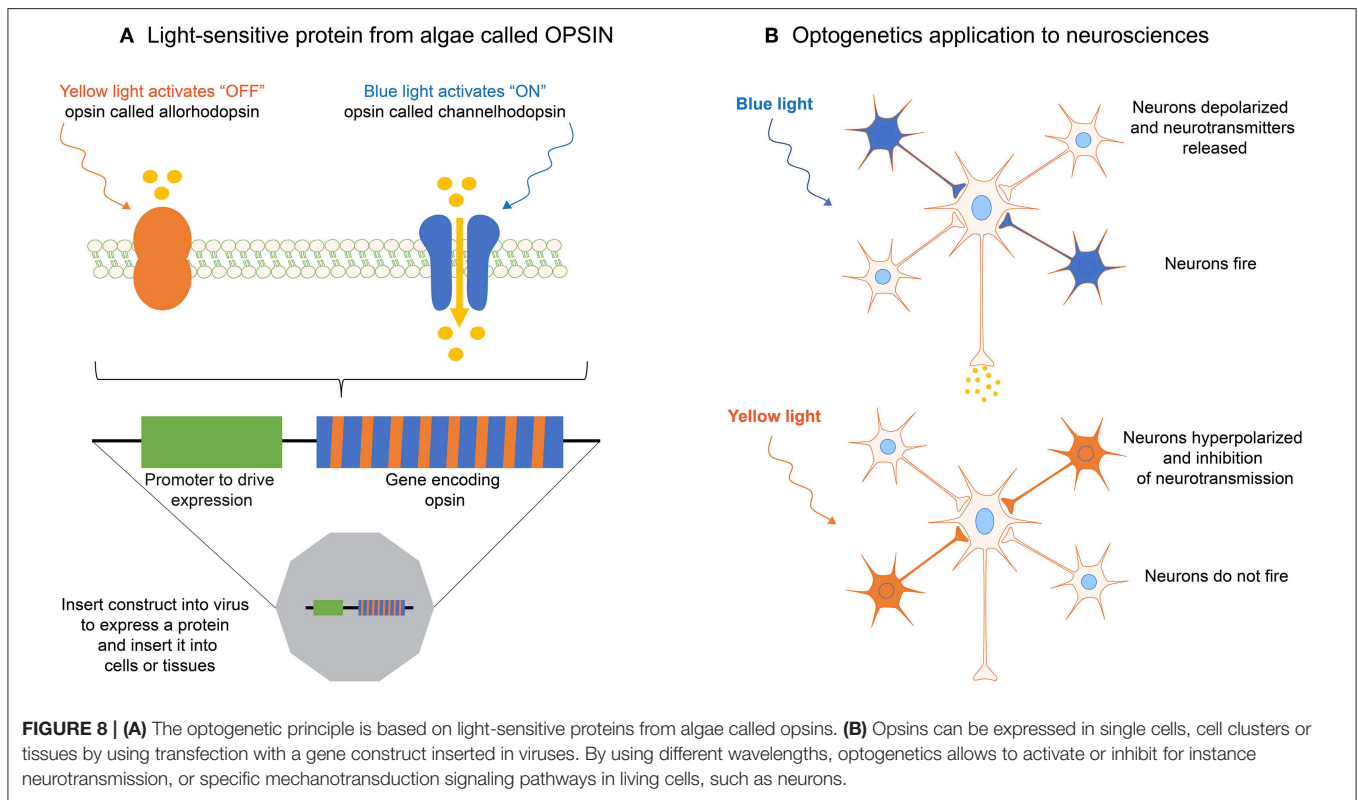 A Light-sensitive protein from algae called OPSIN
Yellow light activates “OFF”
opsin called allorhodopsin
Blue light activates “ON”
opsin called channelhodopsin
Promoter to drive
expression
Gene encoding
opsin
Insert construct into virus
to express a protein
and insert it into
cells or tissues
B Optogenetics application to neurosciences
Blue light
Neurons depolarized
and neurotransmitters
released
Neurons fire
Yellow light
Neurons hyperpolarized
and inhibition
of neurotransmission
Neurons do not fire
FIGURE 8 | (A) The optogenetic principle is based on light-sensitive proteins from algae called opsins. (B) Opsins can be expressed in single cells, cell clusters or
tissues by using transfection with a gene construct inserted in viruses. By using different wavelengths, optogenetics allows to activate or inhibit for instance
neurotransmission, or specific mechanotransduction signaling pathways in living cells, such as neurons.